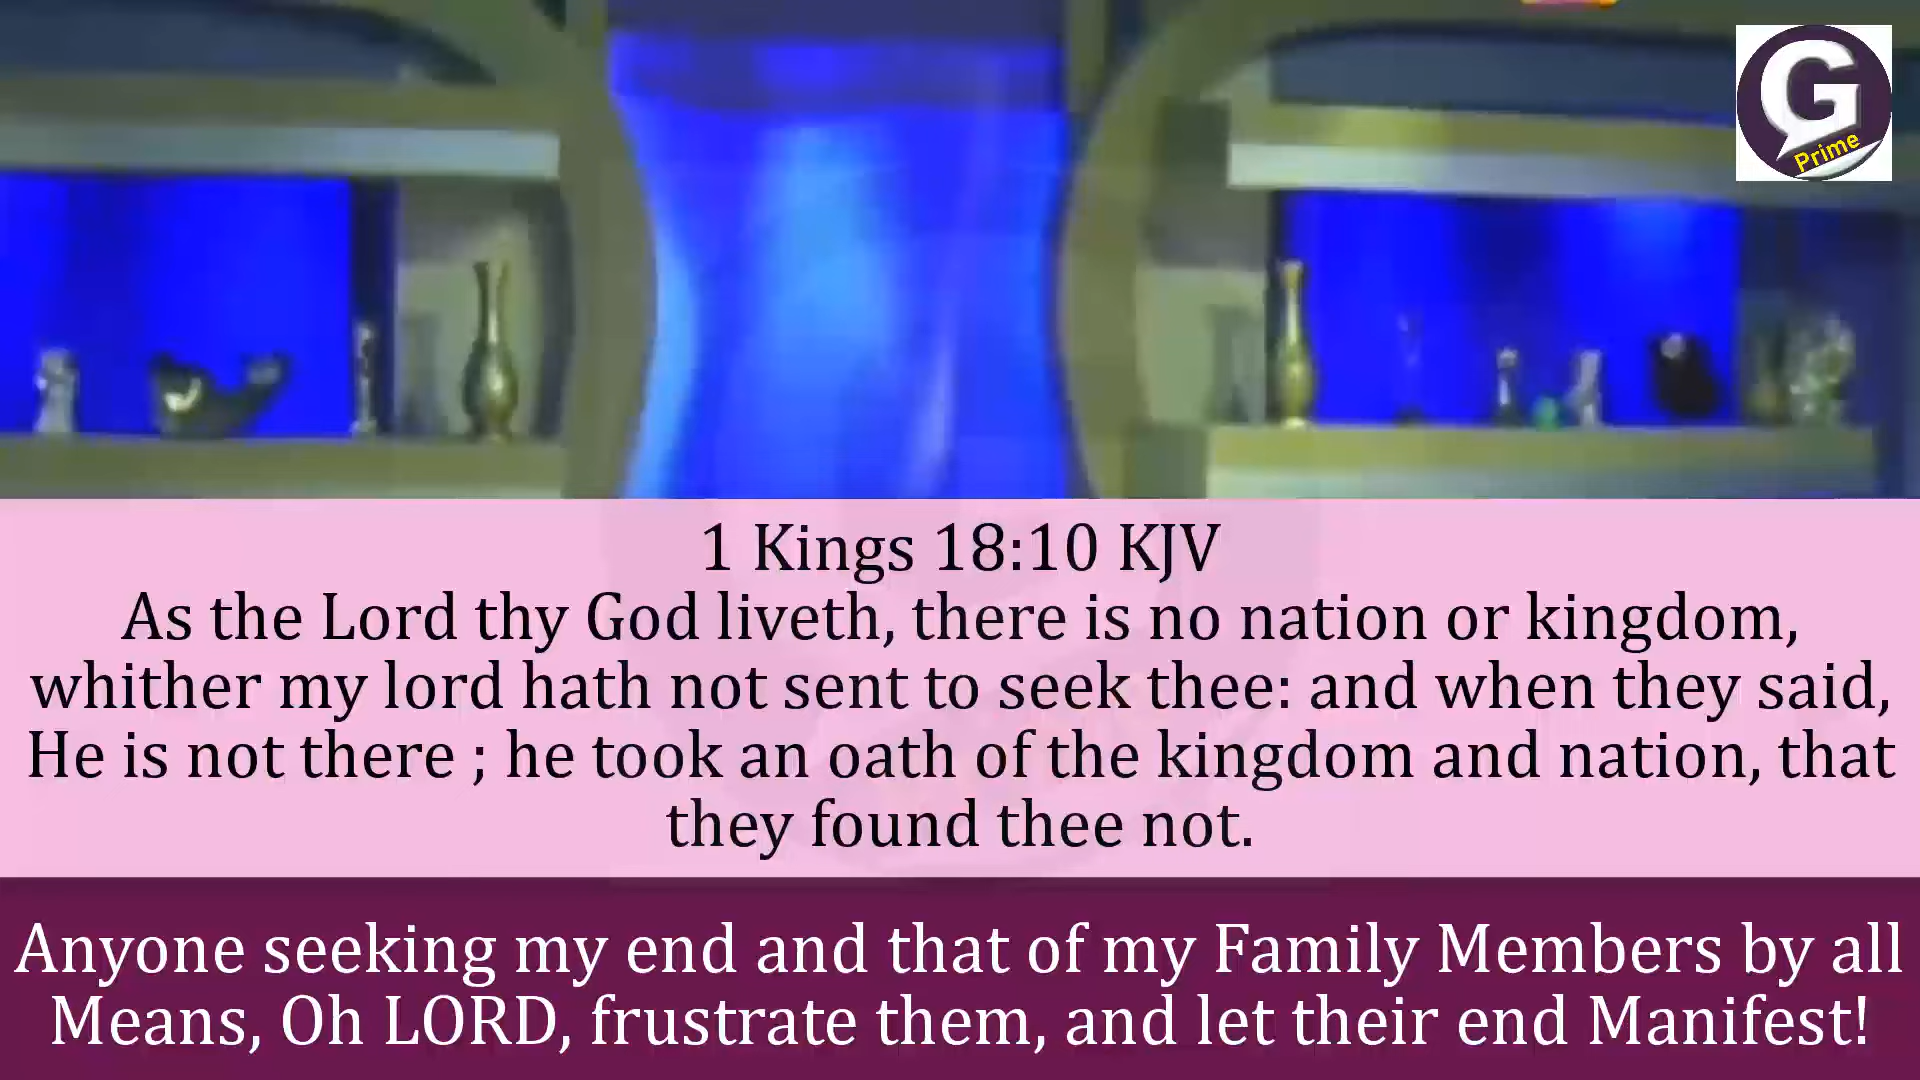 G
Prime
1 Kings 18:10 KJV
As the Lord thy God liveth, there is no nation or kingdom,
whither my lord hath not sent to seek thee: and when they said,
He is not there ; he took an oath of the kingdom and nation, that
they found thee not.
Anyone seeking my end and that of my Family Members by all
Means, Oh LORD, frustrate them, and let their end Manifest!